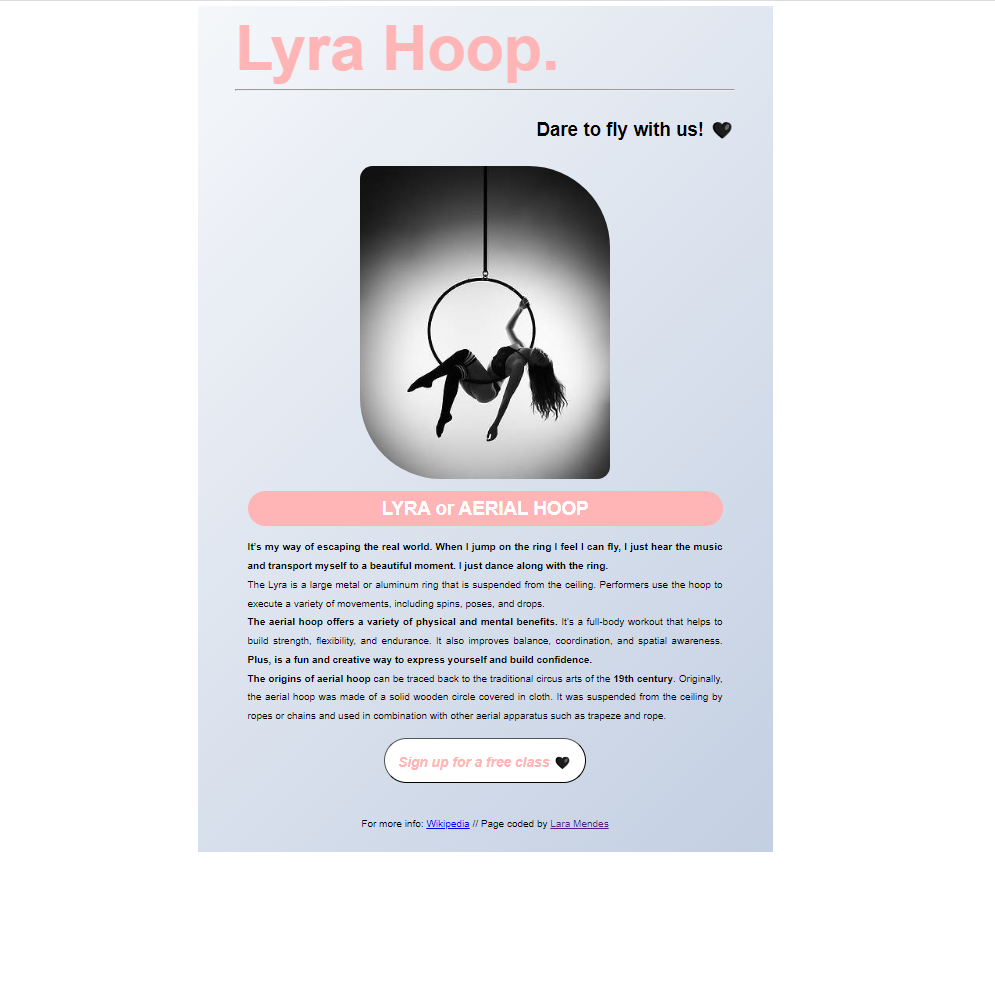 Lyra Hoop.
Dare to fly with us! 🖤
LYRA or AERIAL HOOP
It's my way of escaping the real world. When I jump on the ring I feel I can fly, I just hear the music
and transport myself to a beautiful moment. I just dance along with the ring.
The Lyra is a large metal or aluminum ring that is suspended from the ceiling. Performers use the hoop to
execute a variety of movements, including spins, poses, and drops.
The aerial hoop offers a variety of physical and mental benefits. It's a full-body workout that helps to
build strength, flexibility, and endurance. It also improves balance, coordination, and spatial awareness.
Plus, is a fun and creative way to express yourself and build confidence.
The origins of aerial hoop can be traced back to the traditional circus arts of the 19th century. Originally,
the aerial hoop was made of a solid wooden circle covered in cloth. It was suspended from the ceiling by
ropes or chains and used in combination with other aerial apparatus such as trapeze and rope.
Sign up for a free class 🖤
For more info: Wikipedia // Page coded by Lara Mendes